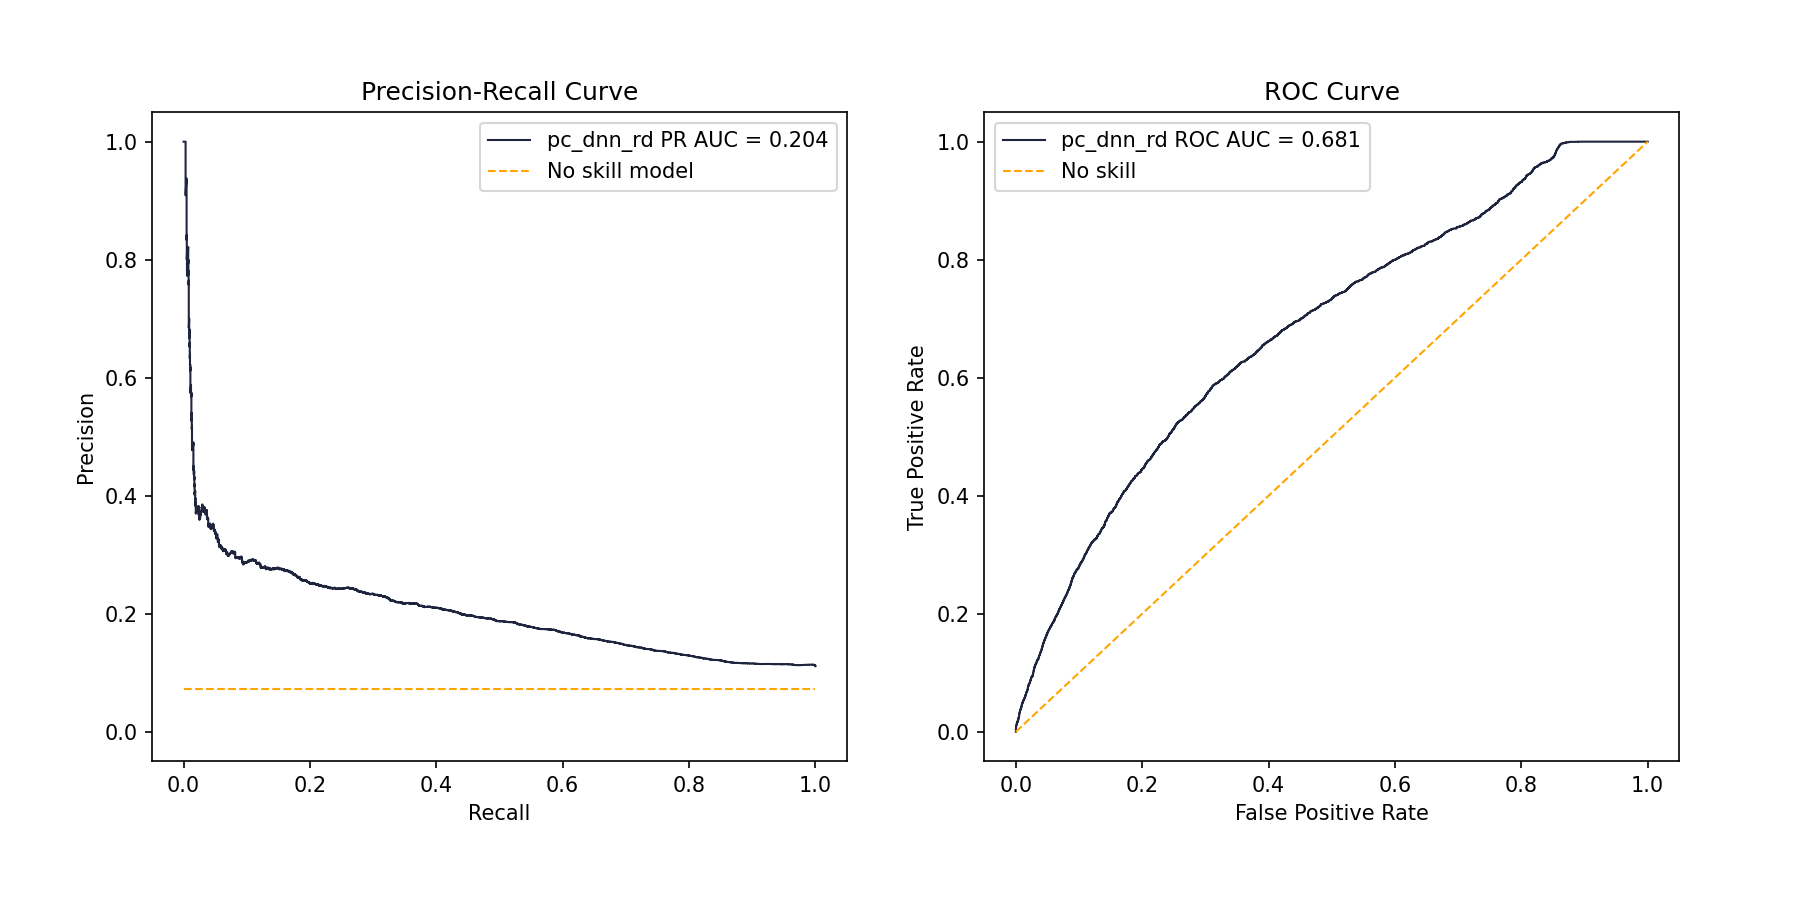 Precision-Recall Curve
pc_dnn_rd PR AUC = 0.204
No skill model
1.0
0.8
0.6
0.4
0.2
0.0
Precision
0.0 0.2 0.4 0.6 0.8 1.0
Recall
ROC Curve
pc_dnn_rd ROC AUC = 0.681
No skill
1.0
0.8
0.6
0.4
0.2
0.0
True Positive Rate
0.0 0.2 0.4 0.6 0.8 1.0
False Positive Rate